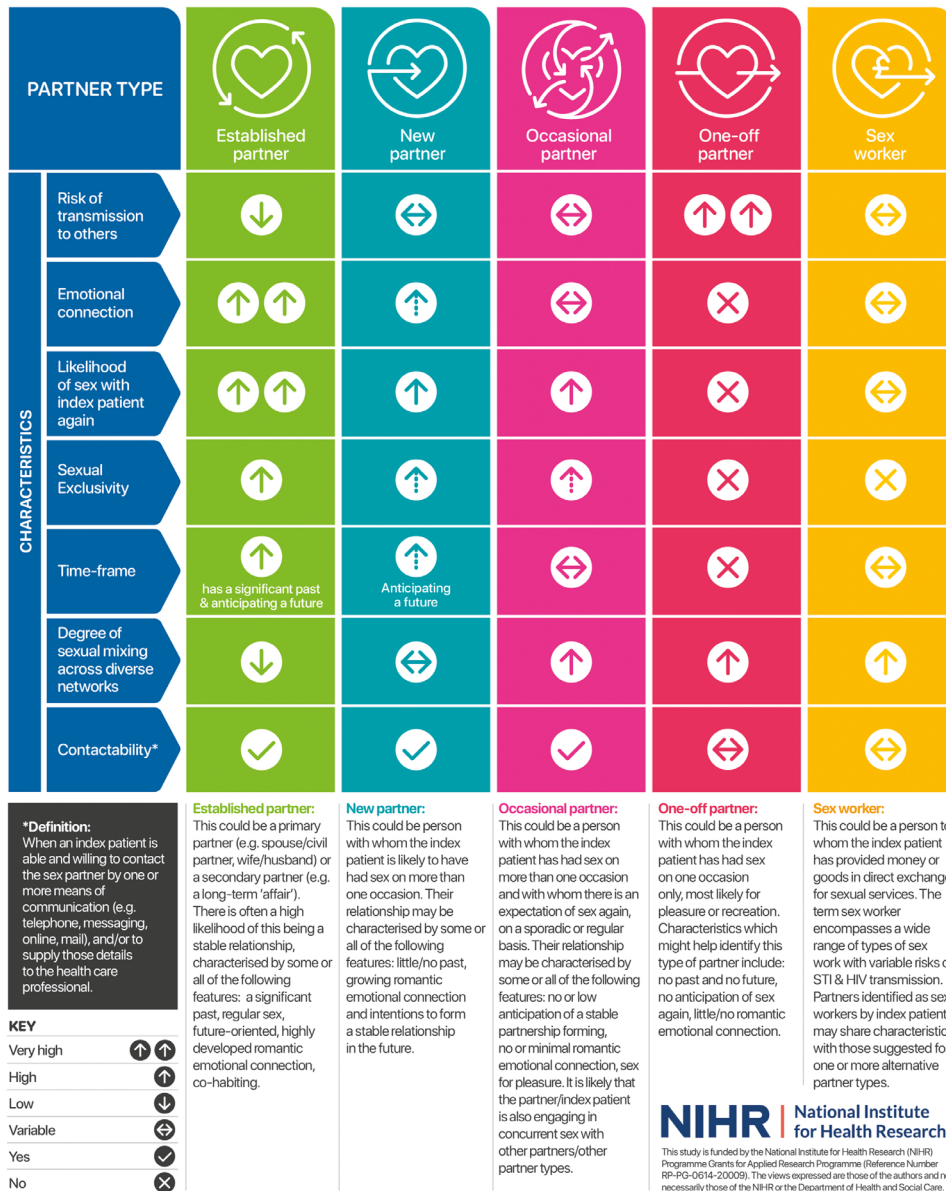 PARTNER TYPE
Established
partner
New
partner
Occasional
partner
One-off
partner
£
Sex
worker
CHARACTERISTICS
Risk of
transmission
to others
Emotional
connection
Likelihood
of sex with
index patient
again
Sexual
Exclusivity
Time-frame
has a significant past
& anticipating a future
Anticipating
a future
Degree of
sexual mixing
across diverse
networks
Contactability*
*Definition:
When an index patient is
able and willing to contact
the sex partner by one or
more means of
communication (e.g.
telephone, messaging,
online, mail), and/or to
supply those details
to the health care
professional.
KEY
Very high
High
Low
Variable
Yes
No
Established partner:
This could be a primary
partner (e.g. spouse/civil
partner, wife/husband) or
a secondary partner (e.g.
a long-term ‘affair’).
There is often a high
likelihood of this being a
stable relationship,
characterised by some or
all of the following
features: a significant
past, regular sex,
future-oriented, highly
developed romantic
emotional connection,
co-habiting.
New partner:
This could be person
with whom the index
patient is likely to have
had sex on more than
one occasion. Their
relationship may be
characterised by some or
all of the following
features: little/no past,
growing romantic
emotional connection
and intentions to form
a stable relationship
in the future.
Occasional partner:
This could be a person
with whom the index
patient has had sex on
more than one occasion
and with whom there is an
expectation of sex again,
on a sporadic or regular
basis. Their relationship
may be characterised by
some or all of the following
features: no or low
anticipation of a stable
partnership forming,
no or minimal romantic
emotional connection, sex
for pleasure. It is likely that
the partner/index patient
is also engaging in
concurrent sex with
other partners/other
partner types.
One-off partner:
This could be a person
with whom the index
patient has had sex
on one occasion
only, most likely for
pleasure or recreation.
Characteristics which
might help identify this
type of partner include:
no past and no future,
no anticipation of sex
again, little/no romantic
emotional connection.
Sex worker:
This could be a person
whom the index patient
has provided money or
goods in direct
for sexual services. The
term sex worker
encompasses a wide
range of types of sex
work with variable risks
STI & HIV transmission.
Partners identified as
workers by index
may share
with those suggested
one or more alternative
partner types.
NIHR | National Institute
for Health Research
This study is funded by the National Institute for Health Research (NIHR)
Programme Grants for Applied Research Programme (Reference Number
RP-PG-0614-20009). The views expressed are those of the authors and
necessarily those of the NIHR or the Department of Health and Social Care.